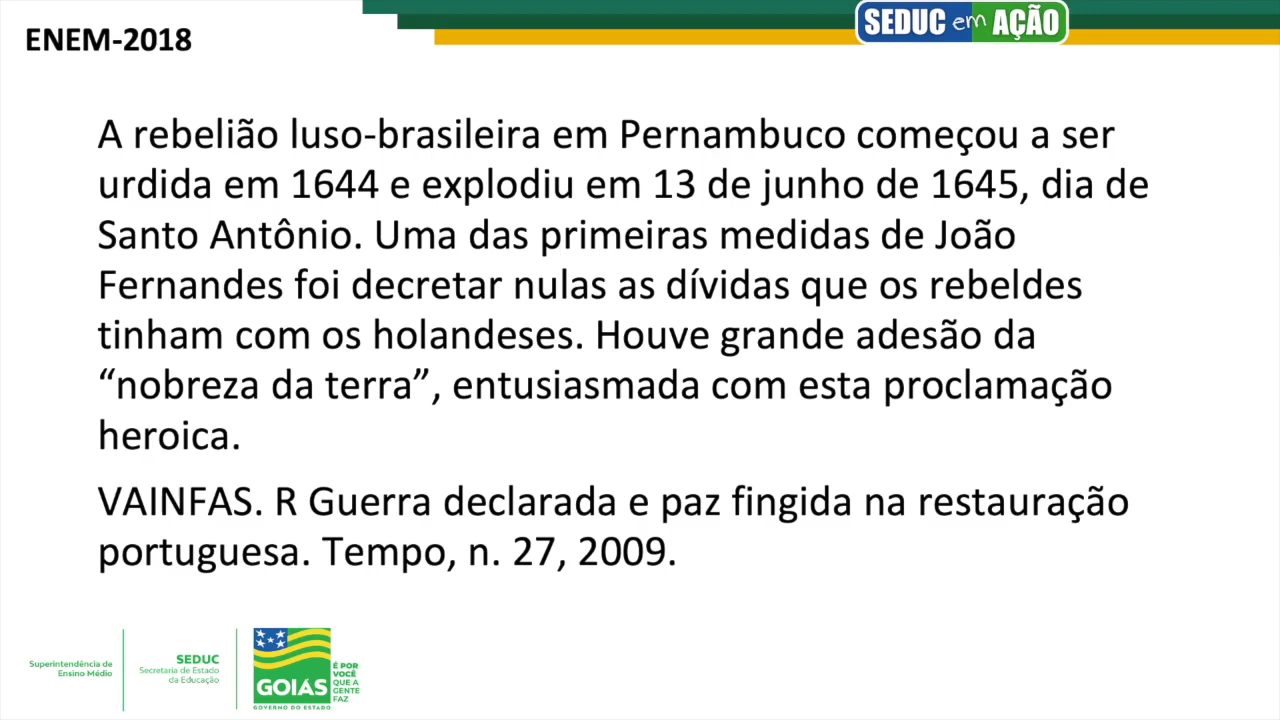 ENEM-2018
SEDUC em AÇÃO
A rebelião luso-brasileira em Pernambuco começou a ser
urdida em 1644 e explodiu em 13 de junho de 1645, dia de
Santo Antônio. Uma das primeiras medidas de João
Fernandes foi decretar nulas as dívidas que os rebeldes
tinham com os holandeses. Houve grande adesão da
“nobreza da terra”, entusiasmada com esta proclamação
heroica.
VAINFAS. R Guerra declarada e paz fingida na restauração
portuguesa. Tempo, n. 27, 2009.
Superintendência de
Ensino Médio
SEDUC
Secretaria de Estado
da Educação
GOIÁS
GOVERNO DO ESTADO
É POR
VOCÊ
QUE A
GENTE
FAZ